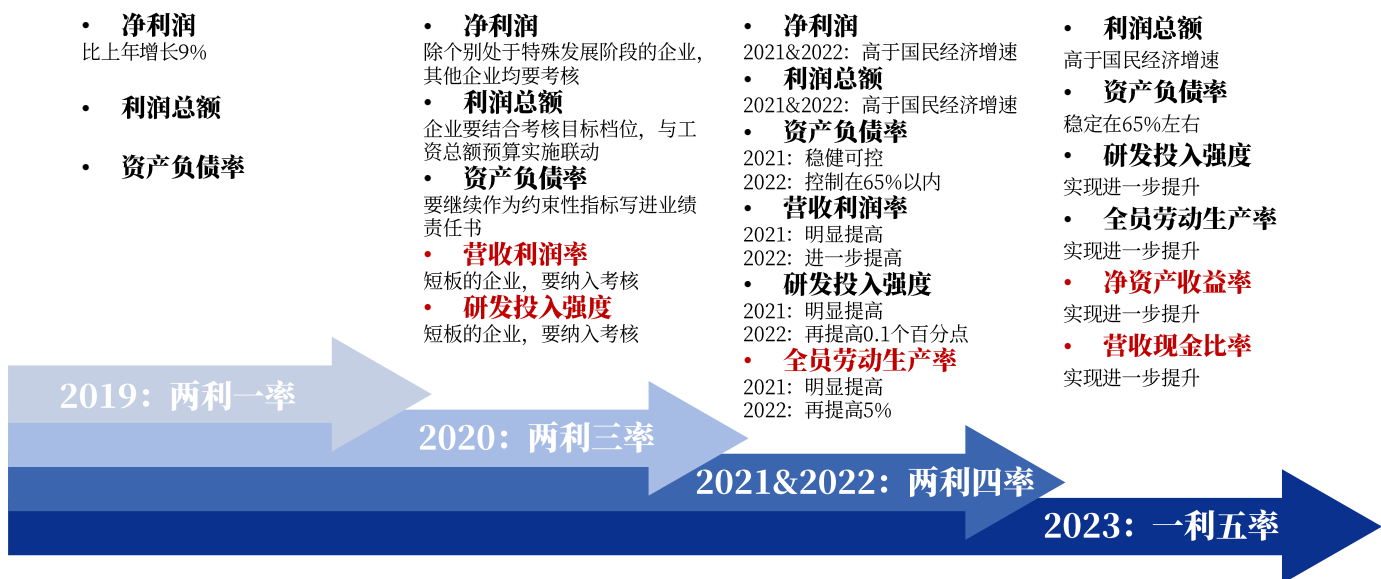 • 净利润
比上年增长9%
• 利润总额
• 资产负债率
• 净利润
除个别处于特殊发展阶段的企业,
其他企业均要考核
• 利润总额
企业要结合考核目标档位，与工
资总额预算实施联动
• 资产负债率
要继续作为约束性指标写进业绩
责任书
• 营收利润率
短板的企业，要纳入考核
• 研发投入强度
短板的企业，要纳入考核
• 净利润
2021&2022：高于国民经济增速
• 利润总额
2021&2022：高于国民经济增速
• 资产负债率
2021：稳健可控
2022：控制在65%以内
• 营收利润率
2021：明显提高
2022：进一步提高
• 研发投入强度
2021：明显提高
2022：再提高0.1个百分点
• 全员劳动生产率
2021：明显提高
2022：再提高5%
• 利润总额
高于国民经济增速
• 资产负债率
稳定在65%左右
• 研发投入强度
实现进一步提升
• 全员劳动生产率
实现进一步提升
• 净资产收益率
实现进一步提升
• 营收现金比率
实现进一步提升
2019：两利一率
2020：两利三率
2021&2022：两利四率
2023：一利五率